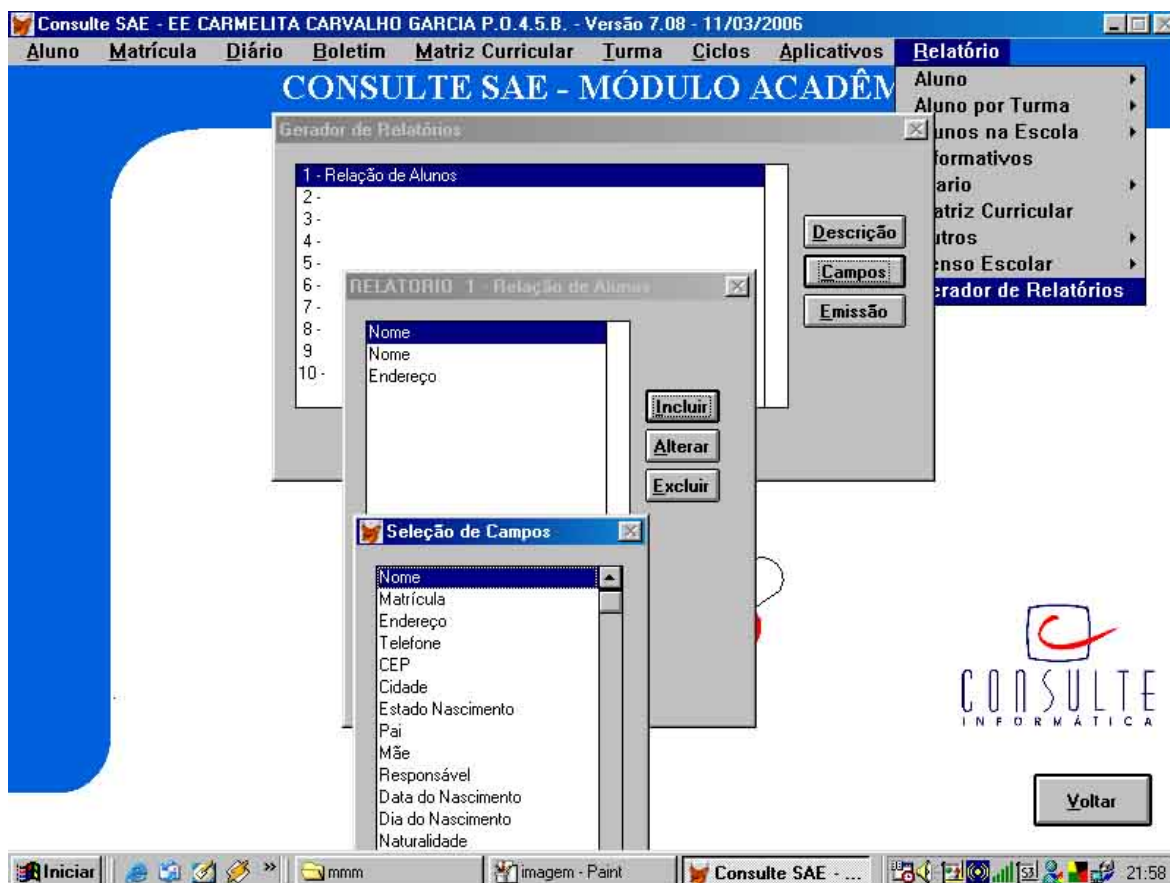 Consulte SAE - EE CARMELITA CARVALHO GARCIA P.O.4.5.B. - Versão 7.08 - 11/03/2006
Aluno Matrícula Diário Boletim Matriz Curricular Turma Ciclos Aplicativos Relatório
CONSULTE SAE - MÓDULO ACADÊM
Aluno
Aluno por Turma
lunos na Escola
formativos
ario
atriz Curricular
utros
enso Escolar
erador de Relatórios
Gerador de Relatórios
1 - Relação de Alunos
2 -
3 -
4 -
5 -
6 -
7 -
8 -
9
10 -
Descrição
Campos
Emissão
RELATORIO 1 - Relação de Alunos
Nome
Nome
Endereço
Incluir
Alterar
Excluir
Seleção de Campos
Nome
Matrícula
Endereço
Telefone
CEP
Cidade
Estado Nascimento
Pai
Mãe
Responsável
Data do Nascimento
Dia do Nascimento
Naturalidade
CONSULTE
INFORMÁTICA
Voltar
Iniciar » mmm imagem - Paint Consulte SAE - ... 21:58